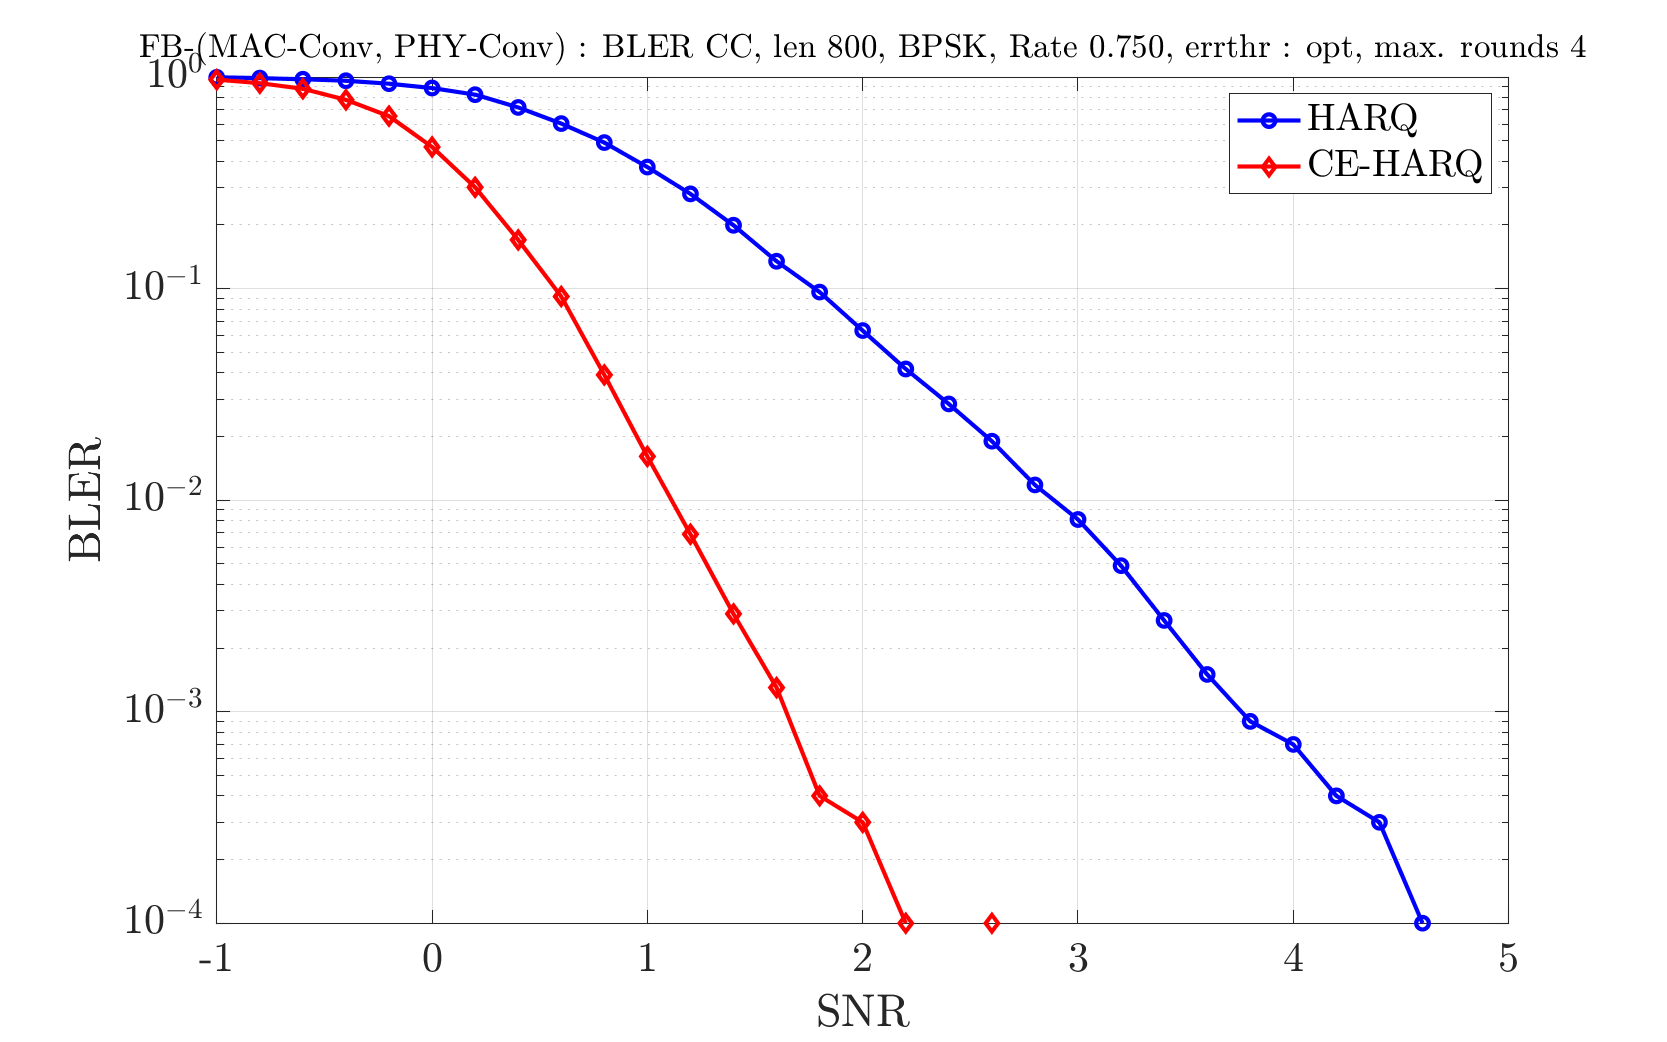 FB-(MAC-Conv, PHY-Conv) : BLER CC, len 800, BPSK, Rate 0.750, errthr : opt, max. rounds 4
10^0
HARQ
CE-HARQ
10^{-1}
10^{-2}
10^{-3}
10^{-4}
BLER
-1 0 1 2 3 4 5
SNR